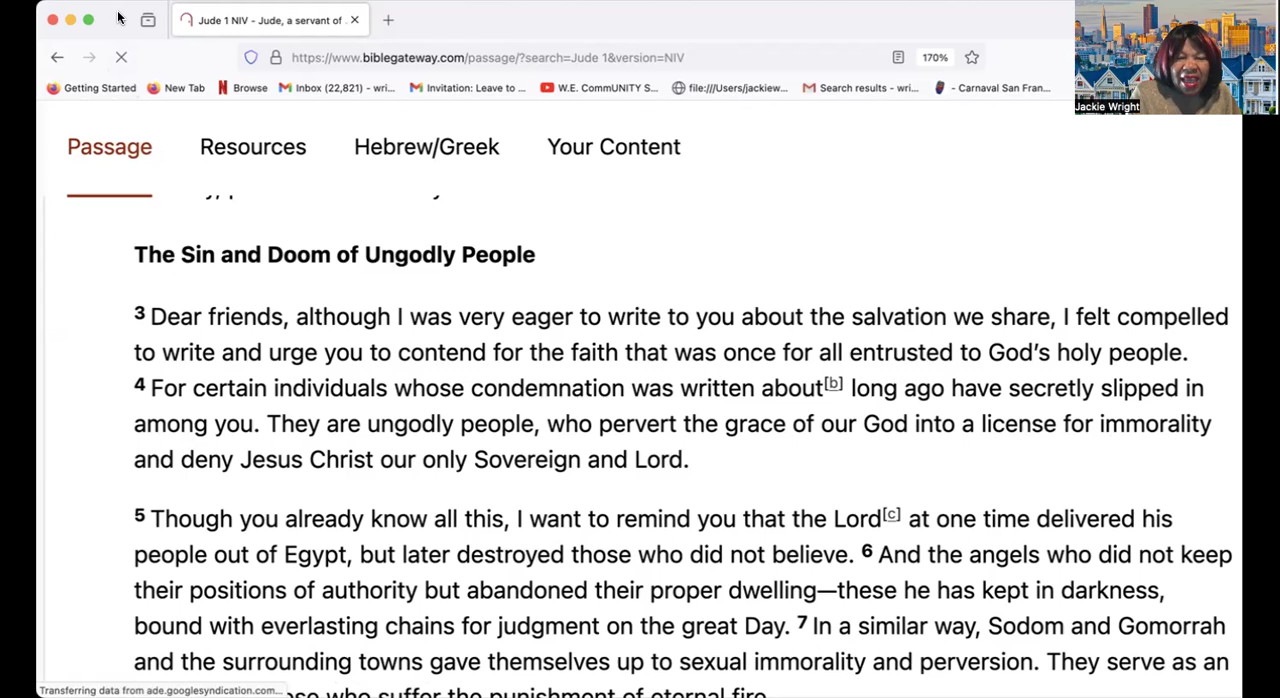 Jude 1 NIV - Jude, a servant of
https://www.biblegateway.com/passage/?search=Jude 1&version=NIV
170%
Getting Started
New Tab
Browse
Inbox (22,821) - wri...
Invitation: Leave to ...
W.E. CommUNITY S...
file:///Users/jackiew...
Search results - wri...
- Carnaval San Fran...
Jackie Wright
Passage
Resources
Hebrew/Greek
Your Content
The Sin and Doom of Ungodly People
3 Dear friends, although I was very eager to write to you about the salvation we share, I felt compelled
to write and urge you to contend for the faith that was once for all entrusted to God’s holy people.
4 For certain individuals whose condemnation was written about[b] long ago have secretly slipped in
among you. They are ungodly people, who pervert the grace of our God into a license for immorality
and deny Jesus Christ our only Sovereign and Lord.
5 Though you already know all this, I want to remind you that the Lord[c] at one time delivered his
people out of Egypt, but later destroyed those who did not believe. 6 And the angels who did not keep
their positions of authority but abandoned their proper dwelling—these he has kept in darkness,
bound with everlasting chains for judgment on the great Day. 7 In a similar way, Sodom and Gomorrah
and the surrounding towns gave themselves up to sexual immorality and perversion. They serve as an
who suffer the punishment of eternal fire.
Transferring data from ade.googlesyndication.com...